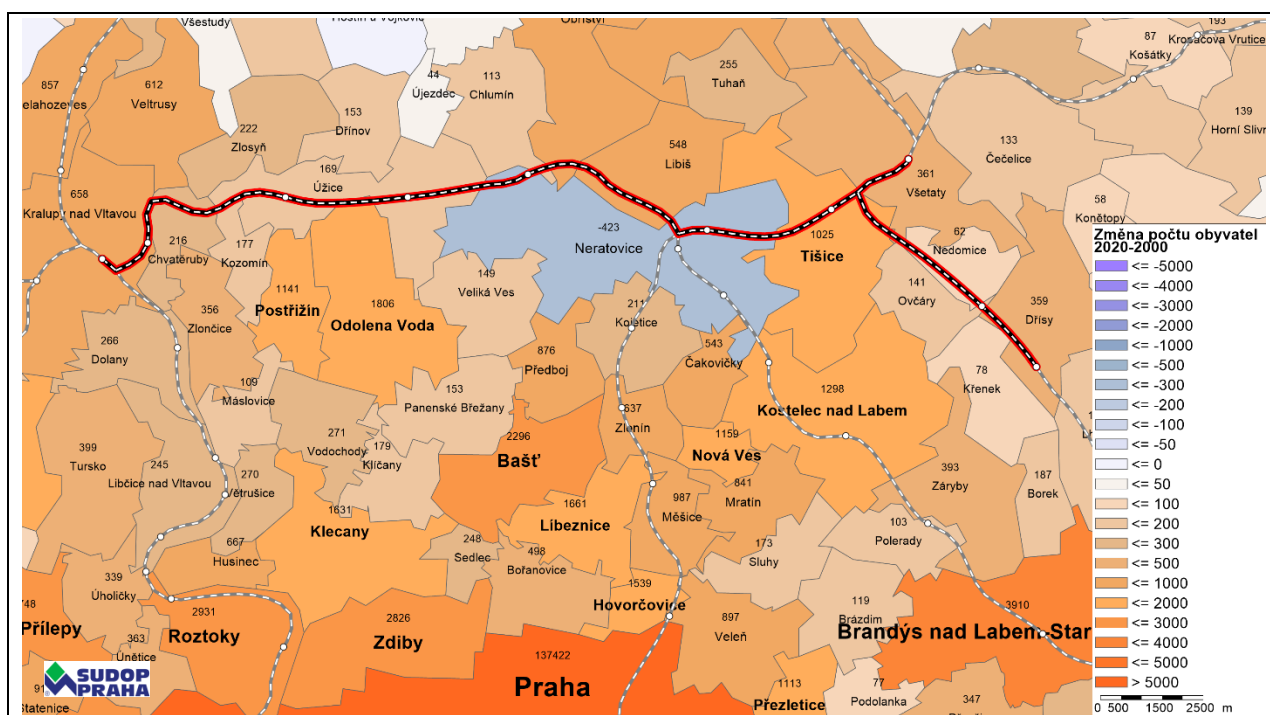 Všestudy
Obříství
193
87
Krpačova Vrutice
Košátky
857
612
Veltrusy
44
Újezdec
113
Chlumín
255
Tuhaň
153
Dřínov
222
Zlosyň
139
Horní Slivr
133
Čečelice
548
Libiš
169
Úžice
361
Všetaty
658
Kralupy nad Vltavou
58
Konětopy
-423
Neratovice
216
Chvatěruby
177
Kozomín
1025
Tišice
62
Nedomice
149
Veliká Ves
141
Ovčáry
1141
Postřižín
1806
Odolena Voda
356
Zlončice
211
Kojetice
359
Dřísy
266
Dolany
876
Předboj
543
Čakovičky
78
Křenek
109
Máslovice
153
Panenské Břežany
1298
Kostelec nad Labem
637
Zlonín
399
Tursko
271
Vodochody
179
Klíčany
2296
Bašť
1159
Nová Ves
245
Libčice nad Vltavou
270
Větrušice
841
Mratín
393
Záryby
187
Borek
987
Měšice
1631
Klecany
1661
Líbeznice
103
Polerady
667
Husinec
248
Sedlec
498
Bořanovice
173
Sluhy
339
Úholičky
1539
Hovorčovice
119
Brázdim
748
Přílepy
2931
Roztoky
2826
Zdiby
897
Veleň
3910
Brandýs nad Labem-Star
363
Únětice
137422
Praha
1113
Přezletice
77
Podolanka
347
91
Statenice
SUDOP
PRAHA
Změna počtu obyvatel
2020-2000
<= -5000
<= -4000
<= -3000
<= -2000
<= -1000
<= -500
<= -300
<= -200
<= -100
<= -50
<= 0
<= 50
<= 100
<= 200
<= 300
<= 500
<= 1000
<= 2000
<= 3000
<= 4000
<= 5000
> 5000
0 500 1500 2500 m